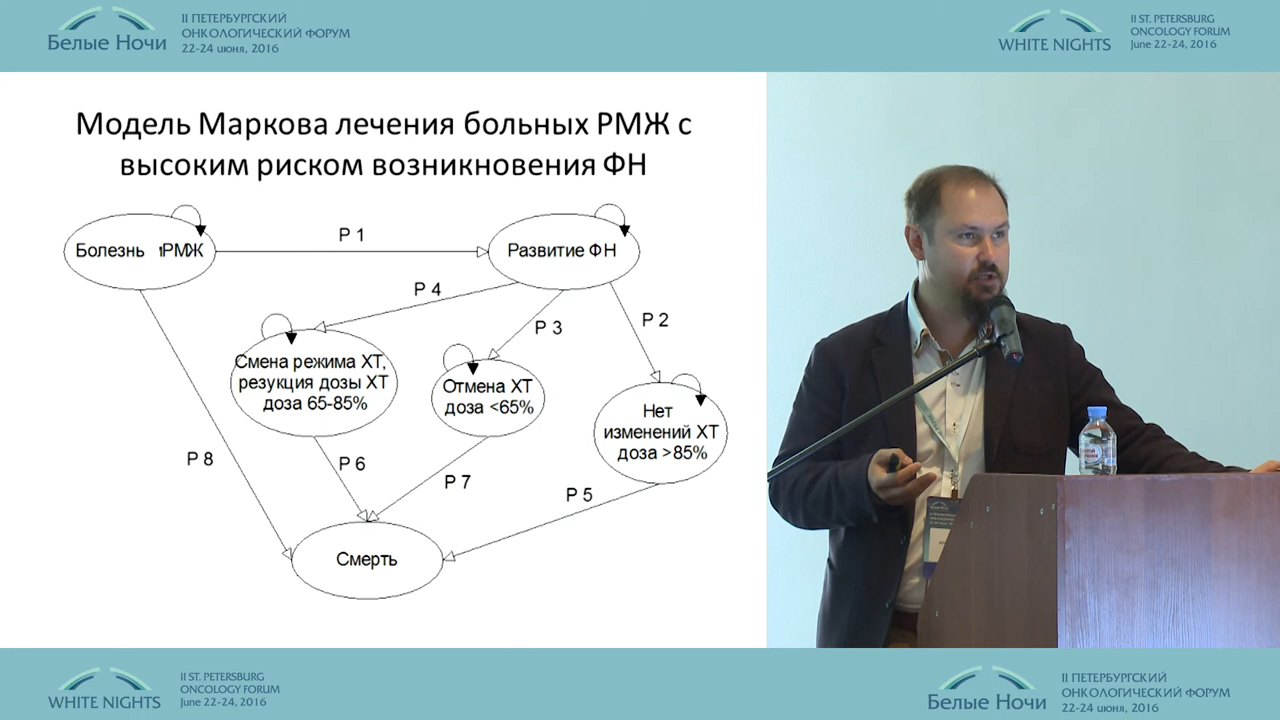 Белые Ночи
II ПЕТЕРБУРГСКИЙ
ОНКОЛОГИЧЕСКИЙ ФОРУМ
22-24 июня, 2016
WHITE NIGHTS
II ST. PETERSBURG
ONCOLOGY FORUM
June 22-24, 2016
Модель Маркова лечения больных РМЖ с
высоким риском возникновения ФН
Болезнь РМЖ
P 1
Развитие ФН
P 4
P 3
P 2
Смена режима ХТ,
резукция дозы ХТ
доза 65-85%
Отмена ХТ
доза <65%
Нет
изменений ХТ
доза >85%
P 8
P 6
P 7
P 5
Смерть
WHITE NIGHTS
II ST. PETERSBURG
ONCOLOGY FORUM
June 22-24, 2016
Белые Ночи
II ПЕТЕРБУРГСКИЙ
ОНКОЛОГИЧЕСКИЙ ФОРУМ
22-24 июня, 2016